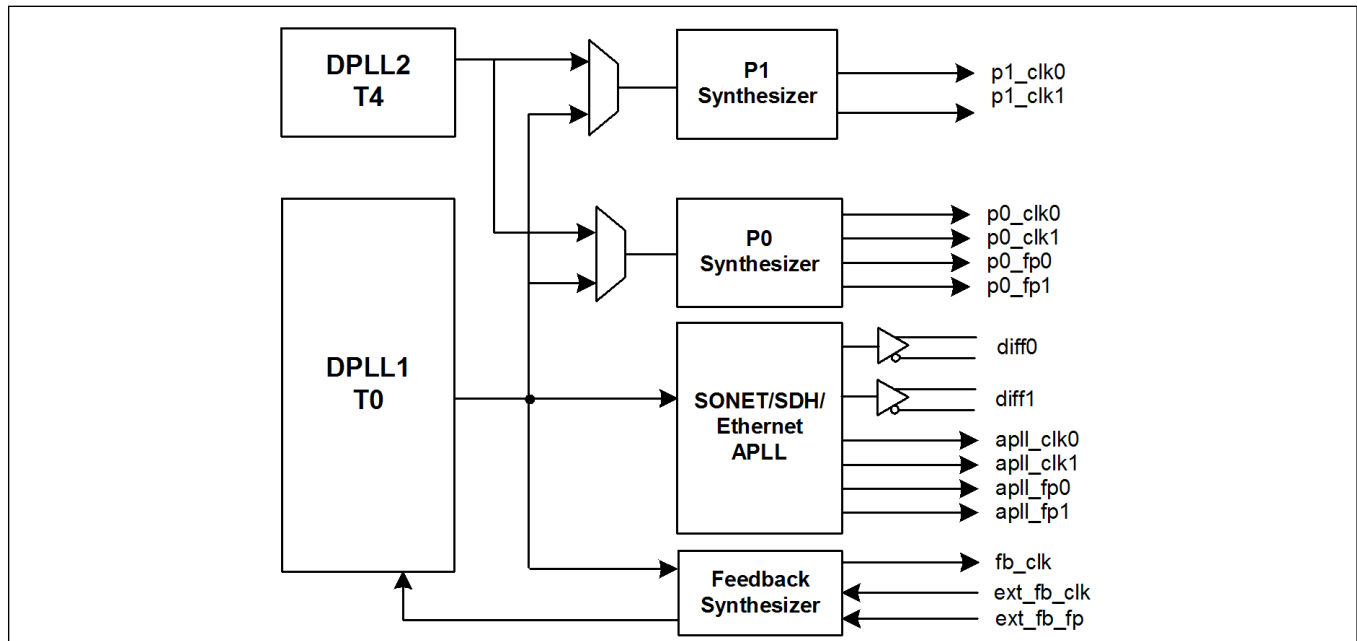 DPLL2
T4
P1
Synthesizer
p1_clk0
p1_clk1
DPLL1
T0
P0
Synthesizer
p0_clk0
p0_clk1
p0_fp0
p0_fp1
SONET/SDH/
Ethernet
APLL
diff0
diff1
apll_clk0
apll_clk1
apll_fp0
apll_fp1
Feedback
Synthesizer
fb_clk
ext_fb_clk
ext_fb_fp